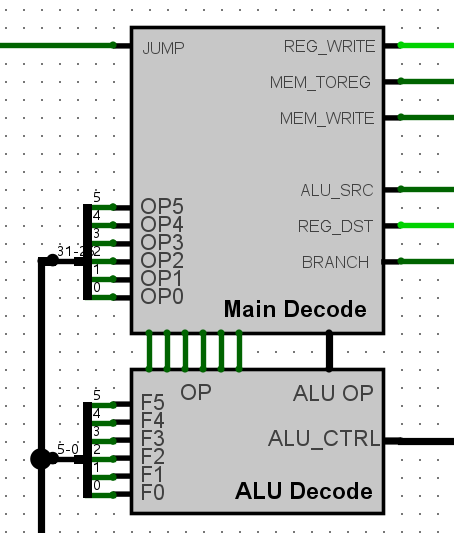 JUMP
REG_WRITE
MEM_TOREG
MEM_WRITE
ALU_SRC
REG_DST
BRANCH
5
4
3
2
1
0
OP5
OP4
OP3
OP2
OP1
OP0
Main Decode
OP
ALU OP
5
4
3
2
1
0
5-0
F5
F4
F3
F2
F1
F0
ALU_CTRL
ALU Decode